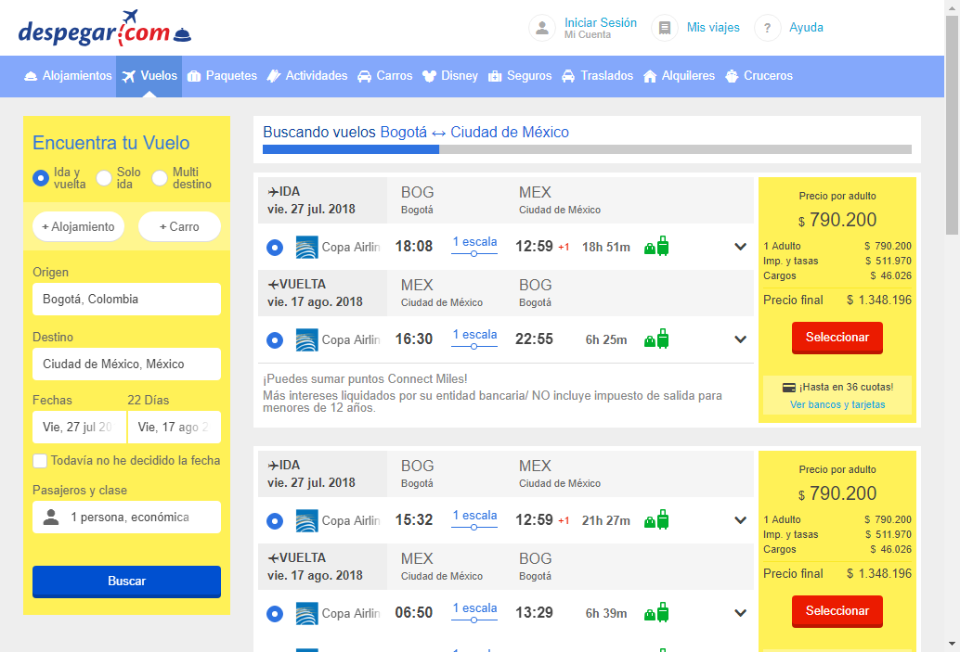 despegar.com
Iniciar Sesión
Mi Cuenta
Mis viajes
?
Ayuda
Alojamientos
Vuelos
Paquetes
Actividades
Carros
Disney
Seguros
Traslados
Alquileres
Cruceros
Encuentra tu Vuelo
Ida y vuelta
Solo ida
Multi destino
+ Alojamiento
+ Carro
Origen
Bogotá, Colombia
Destino
Ciudad de México, México
Fechas
22 Días
Vie, 27 jul 20
Vie, 17 ago 2
Todavía no he decidido la fecha
Pasajeros y clase
1 persona, económica
Buscar
Buscando vuelos Bogotá ↔ Ciudad de México
IDA
vie. 27 jul. 2018
BOG
Bogotá
MEX
Ciudad de México
Copa Airlin
18:08
1 escala
12:59 +1
18h 51m
VUELTA
vie. 17 ago. 2018
MEX
Ciudad de México
BOG
Bogotá
Copa Airlin
16:30
1 escala
22:55
6h 25m
¡Puedes sumar puntos Connect Miles!
Más intereses liquidados por su entidad bancaria/ NO incluye impuesto de salida para
menores de 12 años.
Precio por adulto
$ 790.200
1 Adulto $ 790.200
Imp. y tasas $ 511.970
Cargos $ 46.026
Precio final $ 1.348.196
Seleccionar
¡Hasta en 36 cuotas!
Ver bancos y tarjetas
IDA
vie. 27 jul. 2018
BOG
Bogotá
MEX
Ciudad de México
Copa Airlin
15:32
1 escala
12:59 +1
21h 27m
VUELTA
vie. 17 ago. 2018
MEX
Ciudad de México
BOG
Bogotá
Copa Airlin
06:50
1 escala
13:29
6h 39m
Precio por adulto
$ 790.200
1 Adulto $ 790.200
Imp. y tasas $ 511.970
Cargos $ 46.026
Precio final $ 1.348.196
Seleccionar